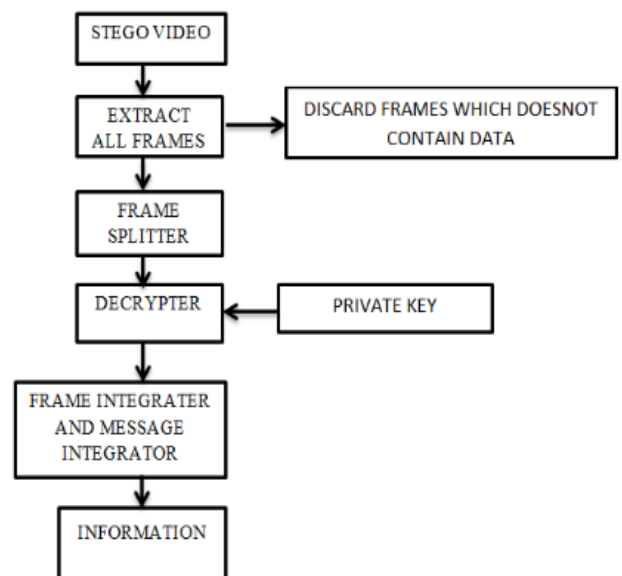 STEGO VIDEO
EXTRACT
ALL FRAMES
DISCARD FRAMES WHICH DOESNOT
CONTAIN DATA
FRAME
SPLITTER
DECRYPTER
PRIVATE KEY
FRAME INTEGRATER
AND MESSAGE
INTEGRATOR
INFORMATION